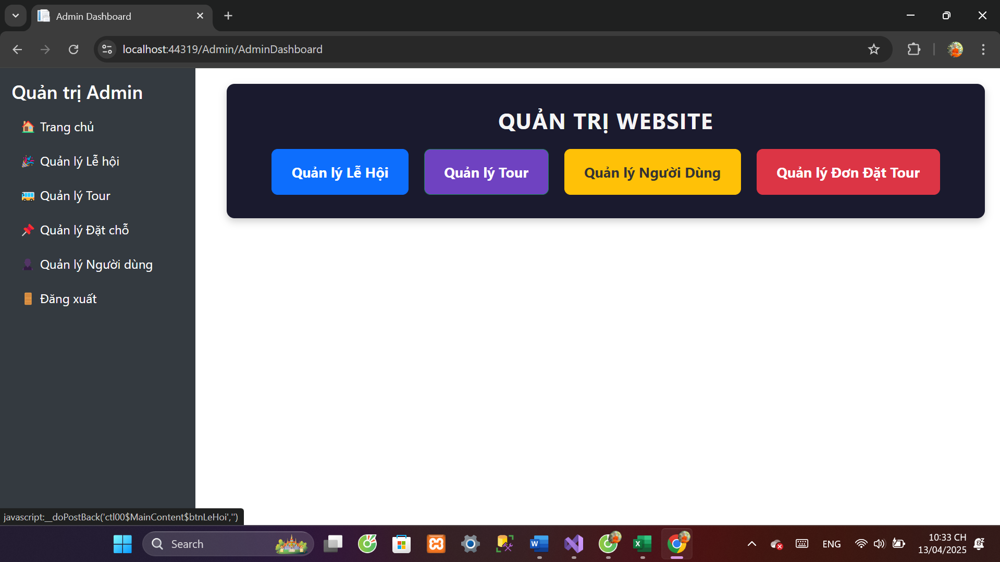 Admin Dashboard
localhost:44319/Admin/AdminDashboard
Quản trị Admin
Trang chủ
Quản lý Lễ hội
Quản lý Tour
Quản lý Đặt chỗ
Quản lý Người dùng
Đăng xuất
QUẢN TRỊ WEBSITE
Quản lý Lễ Hội
Quản lý Tour
Quản lý Người Dùng
Quản lý Đơn Đặt Tour
javascript:__doPostBack('ctl00$MainContent$btnLeHoi','')
Search
ENG
10:33 CH
13/04/2025